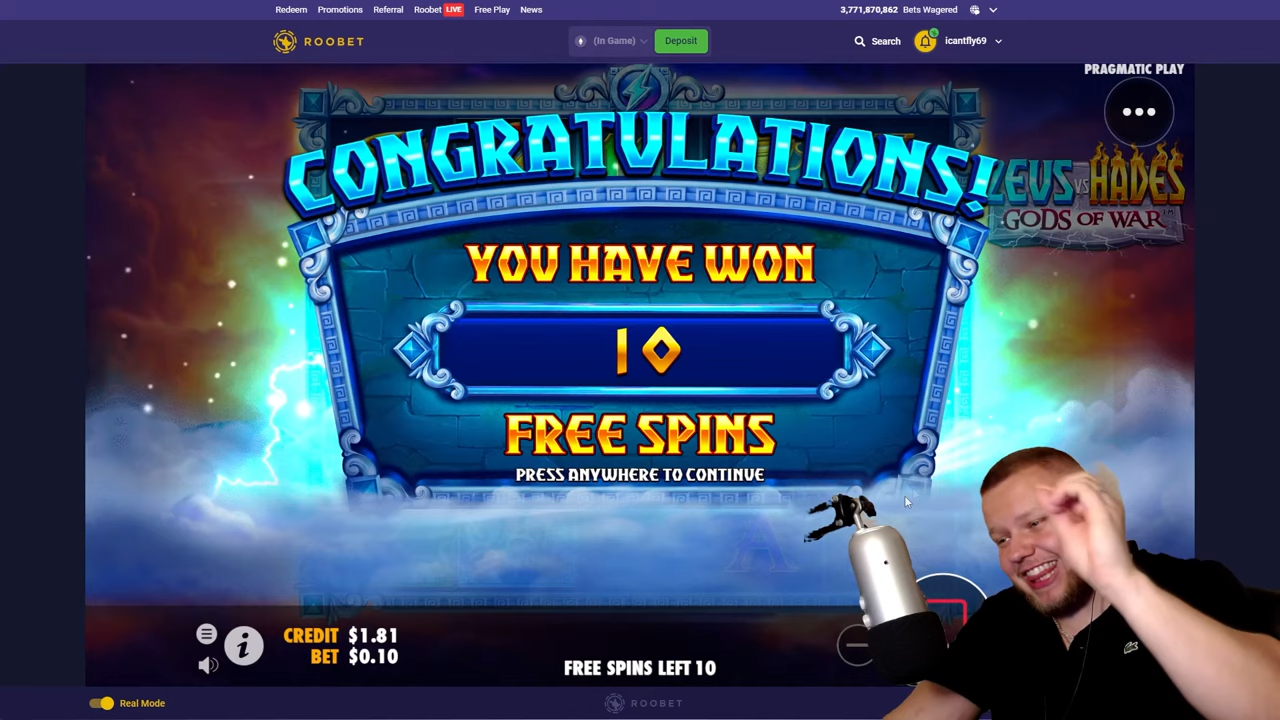 Redeem Promotions Referral Roobet LIVE Free Play News 3,771,870,862 Bets Wagered
ROOBET (In Game) Deposit Search icantfly69
PRAGMATIC PLAY
ZEUS VS HADES
GODS OF WAR™
CONGRATULATIONS!
YOU HAVE WON
10
FREE SPINS
PRESS ANYWHERE TO CONTINUE
CREDIT $1.81
BET $0.10
FREE SPINS LEFT 10
Real Mode ROOBET